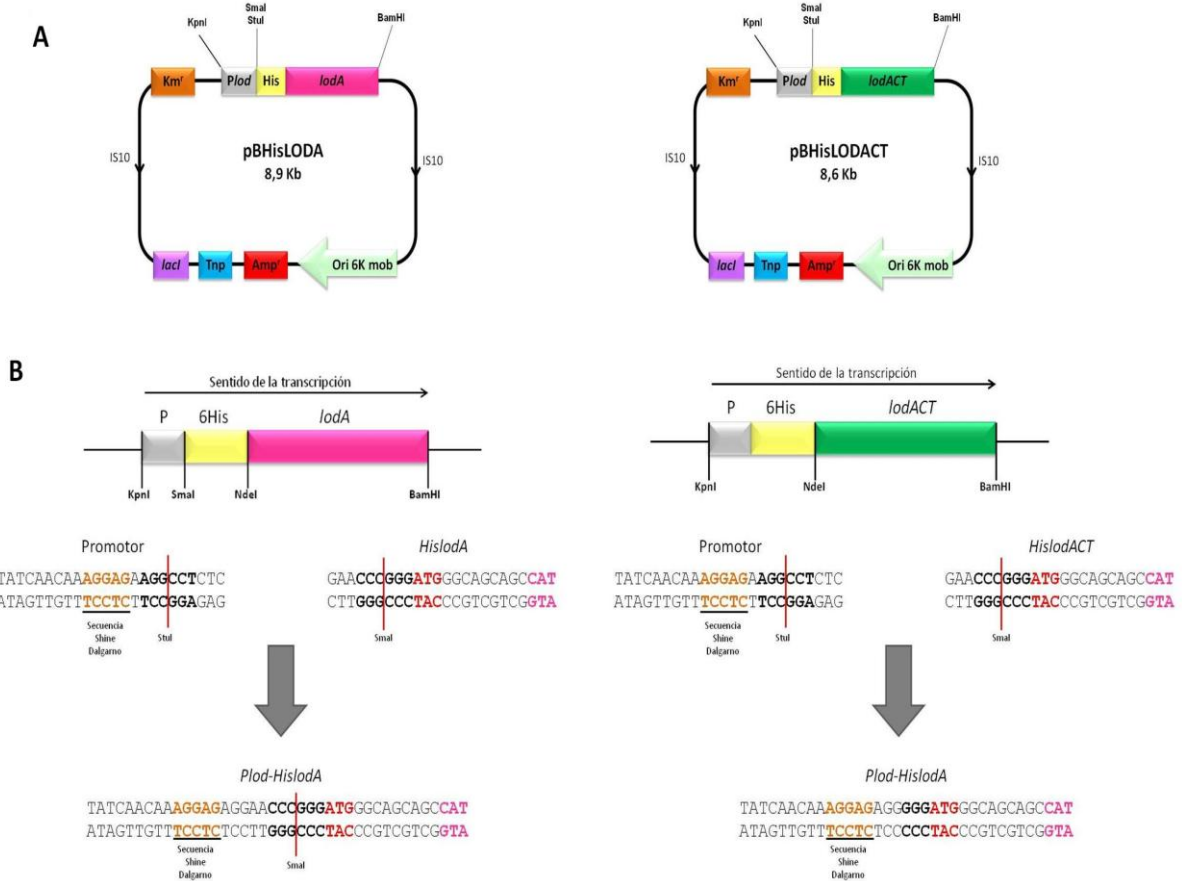 A
KpnI
SmaI
StuI
BamHI
Kmʳ
Plod
His
lodA
IS10
pBHisLODA
8,9 Kb
IS10
lacI
Tnp
Ampʳ
Ori 6K mob
KpnI
SmaI
StuI
BamHI
Kmʳ
Plod
His
lodACT
IS10
pBHisLODACT
8,6 Kb
IS10
lacI
Tnp
Ampʳ
Ori 6K mob
B
Sentido de la transcripción
P 6His lodA
KpnI SmaI NdeI BamHI
Promotor
TATCAACAAAGGAGAAGGCCTCTC
ATAGTTGTTTCCTCTTCCGGAGAG
Secuencia
Shine
Dalgarno
StuI
HislodA
GAACCCGGGATGGGCAGCAGCCAT
CTTGGGCCCTACCCGTCGTCGGTA
SmaI
Plod-HislodA
TATCAACAAAGGAGAGGAACCCGGGATGGGCAGCAGCCAT
ATAGTTGTTTCCTCTCCTTGGGCCCTACCCGTCGTCGGTA
Secuencia
Shine
Dalgarno
SmaI
Sentido de la transcripción
P 6His lodACT
KpnI NdeI BamHI
Promotor
TATCAACAAAGGAGAAGGCCTCTC
ATAGTTGTTTCCTCTTCCGGAGAG
Secuencia
Shine
Dalgarno
StuI
HislodACT
GAACCCGGGATGGGCAGCAGCCAT
CTTGGGCCCTACCCGTCGTCGGTA
SmaI
Plod-HislodA
TATCAACAAAGGAGAGGGGGATGGGCAGCAGCCAT
ATAGTTGTTTCCTCTCCCCCTACCCGTCGTCGGTA
Secuencia
Shine
Dalgarno